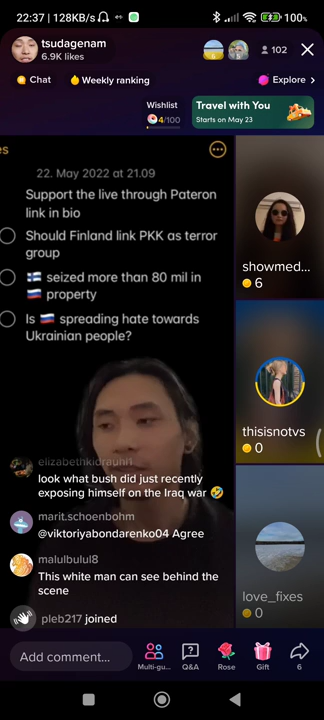 22:37 | 128KB/s
100%
tsudagenam
6.9K likes
102
Chat
Weekly ranking
Explore >
Wishlist
4/100
Travel with You
Starts on May 23
es
22. May 2022 at 21.09
Support the live through Pateron
link in bio
Should Finland link PKK as terror
group
🇫🇮 seized more than 80 mil in
🇷🇺 property
Is 🇷🇺 spreading hate towards
Ukrainian people?
showmed...
6
thisisnotvs
0
love_fixes
0
elizabethkidrauhl1
look what bush did just recently
exposing himself on the Iraq war 🤣
marit.schoenbohm
@viktoriyabondarenko04 Agree
malulbulul8
This white man can see behind the
scene
pleb217 joined
Add comment...
Multi-gu...
Q&A
Rose
Gift
6